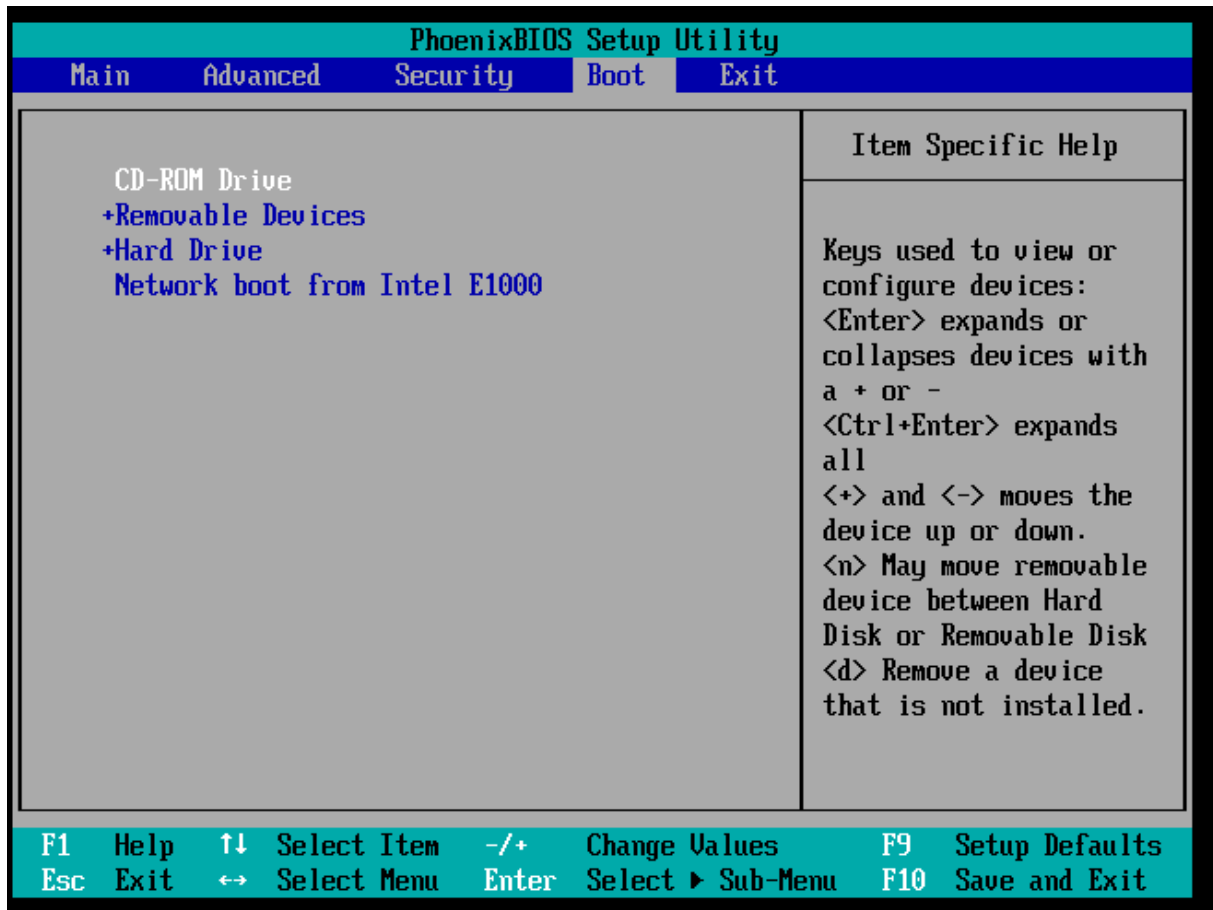 PhoenixBIOS Setup Utility
Main Advanced Security Boot Exit
CD-ROM Drive
+Removable Devices
+Hard Drive
Network boot from Intel E1000
Item Specific Help
Keys used to view or
configure devices:
<Enter> expands or
collapses devices with
a + or -
<Ctrl+Enter> expands
all
<+> and <-> moves the
device up or down.
<n> May move removable
device between Hard
Disk or Removable Disk
<d> Remove a device
that is not installed.
F1 Help ↑↓ Select Item -/+ Change Values F9 Setup Defaults
Esc Exit ↔ Select Menu Enter Select ▶ Sub-Menu F10 Save and Exit